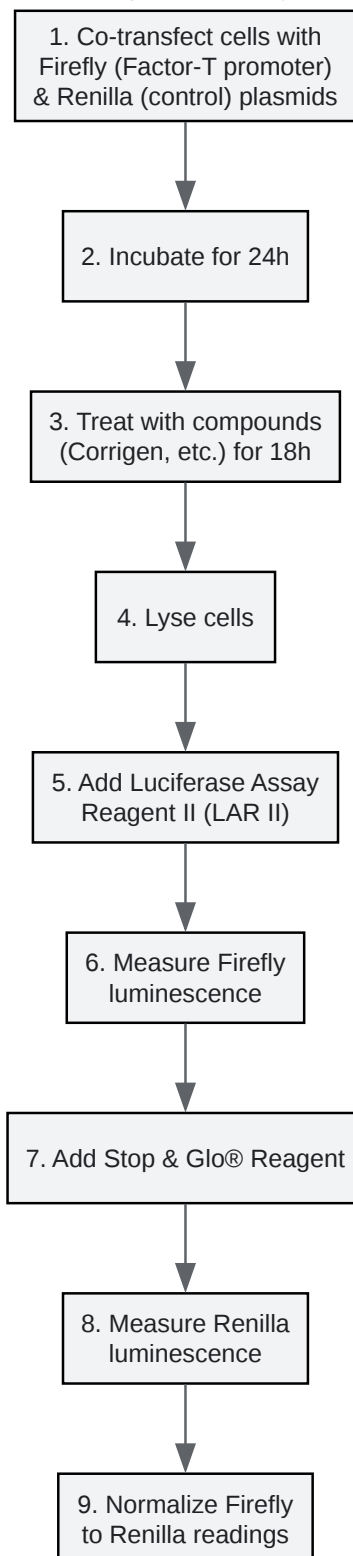 1. Co-transfect cells with
Firefly (Factor-T promoter)
& Renilla (control) plasmids
2. Incubate for 24h
3. Treat with compounds
(Corrigen, etc.) for 18h
4. Lyse cells
5. Add Luciferase Assay
Reagent II (LAR II)
6. Measure Firefly
luminescence
7. Add Stop & Glo® Reagent
8. Measure Renilla
luminescence
9. Normalize Firefly
to Renilla readings